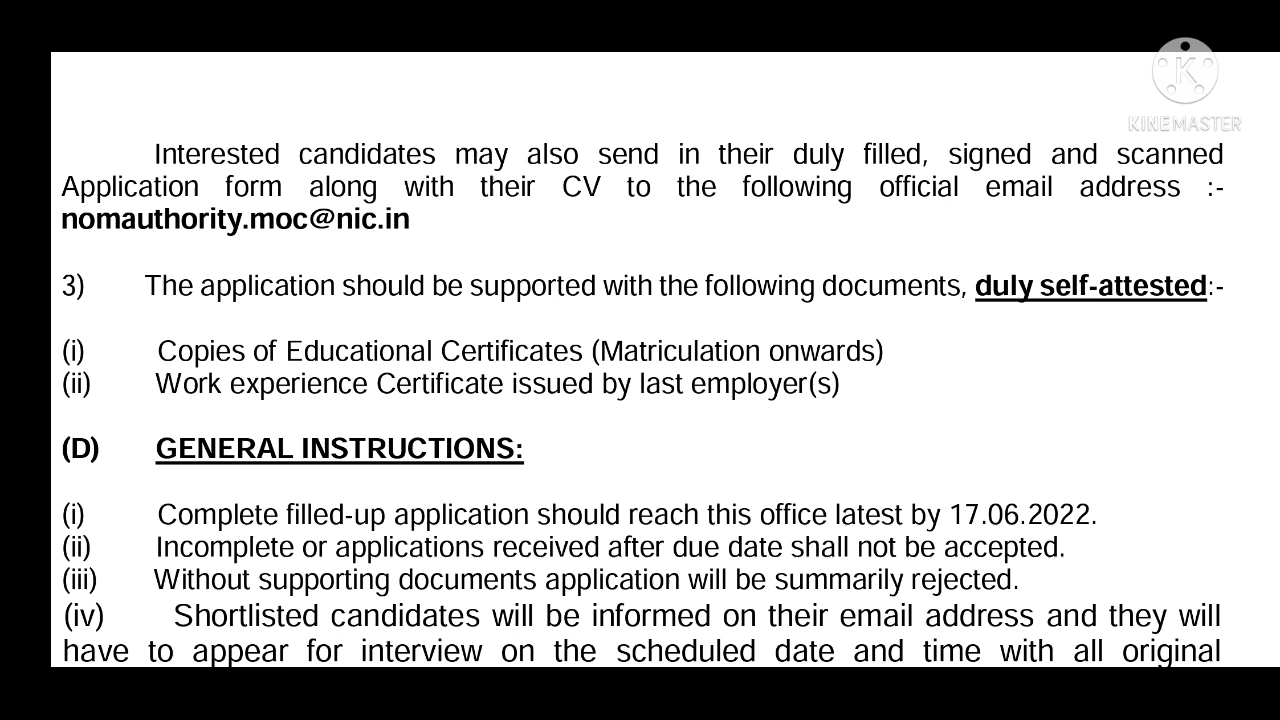 KINEMASTER
Interested candidates may also send in their duly filled, signed and scanned
Application form along with their CV to the following official email address :-
nomauthority.moc@nic.in
3) The application should be supported with the following documents, duly self-attested:-
(i) Copies of Educational Certificates (Matriculation onwards)
(ii) Work experience Certificate issued by last employer(s)
(D) GENERAL INSTRUCTIONS:
(i) Complete filled-up application should reach this office latest by 17.06.2022.
(ii) Incomplete or applications received after due date shall not be accepted.
(iii) Without supporting documents application will be summarily rejected.
(iv) Shortlisted candidates will be informed on their email address and they will
have to appear for interview on the scheduled date and time with all original